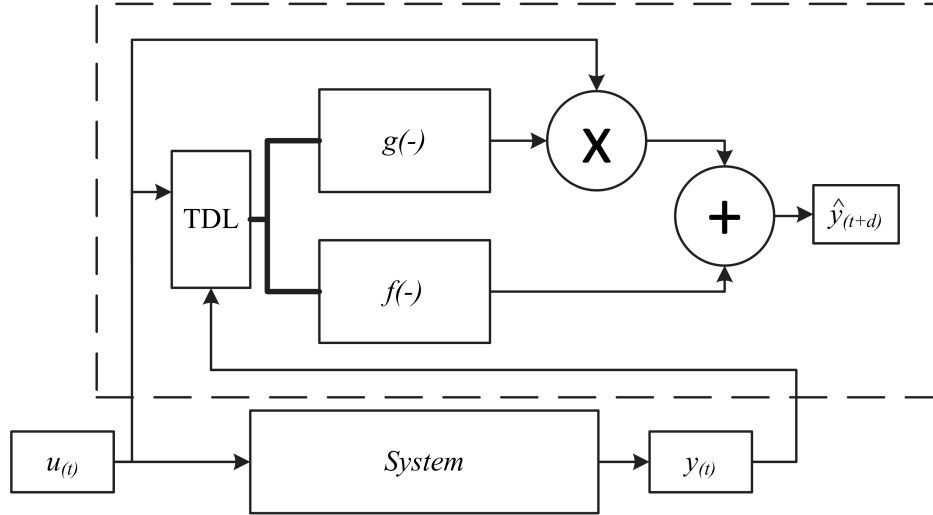 g(-)
X
TDL
+
ŷ(t+d)
f(-)
u(t)
System
y(t)